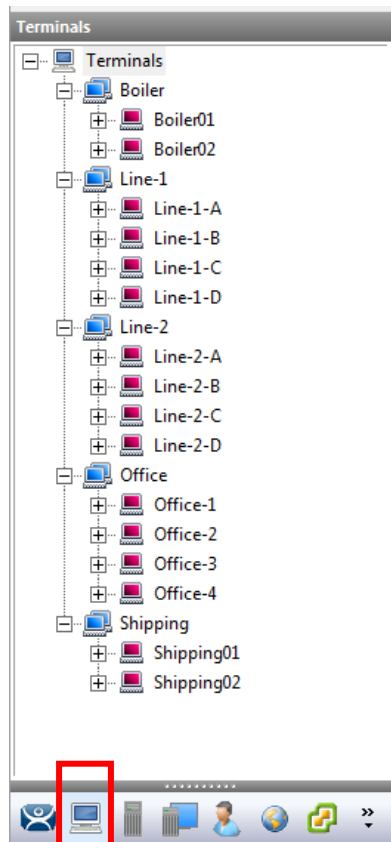 Terminals
Terminals
Boiler
Boiler01
Boiler02
Line-1
Line-1-A
Line-1-B
Line-1-C
Line-1-D
Line-2
Line-2-A
Line-2-B
Line-2-C
Line-2-D
Office
Office-1
Office-2
Office-3
Office-4
Shipping
Shipping01
Shipping02